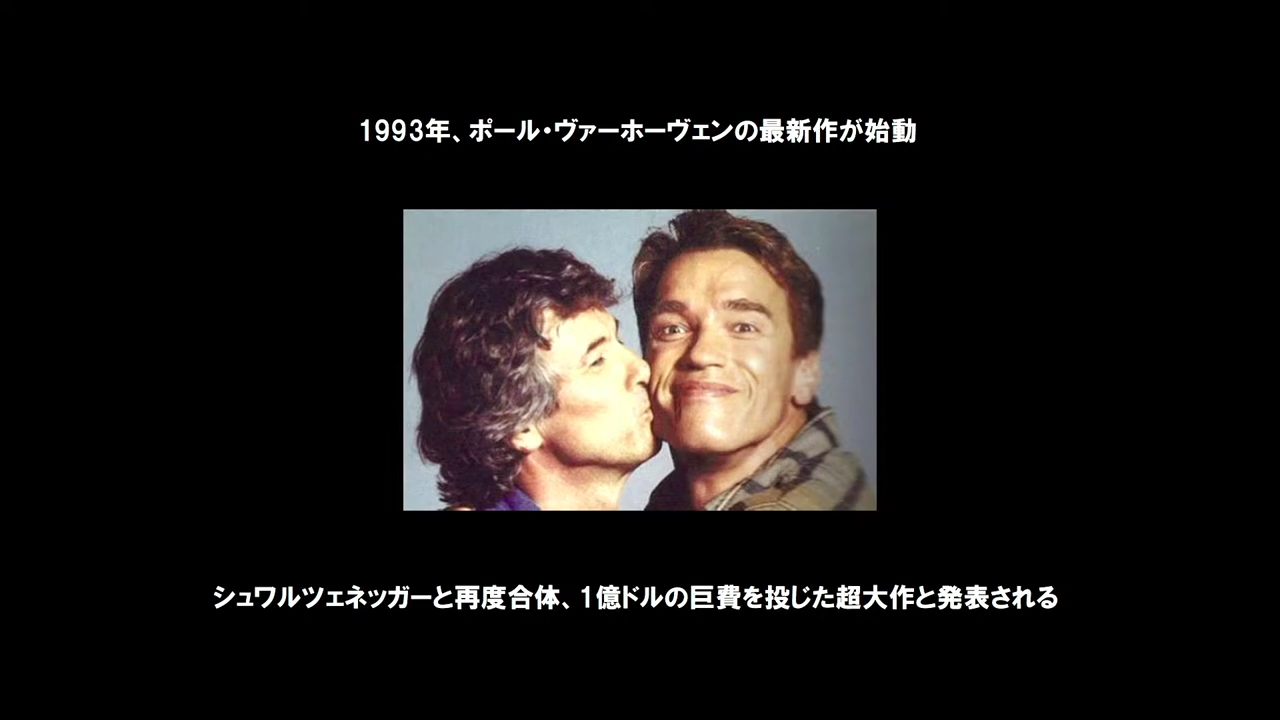 1993年、ポール・ヴァーホーヴェンの最新作が始動
シュワルツェネッガーと再度合体、1億ドルの巨費を投じた超大作と発表される